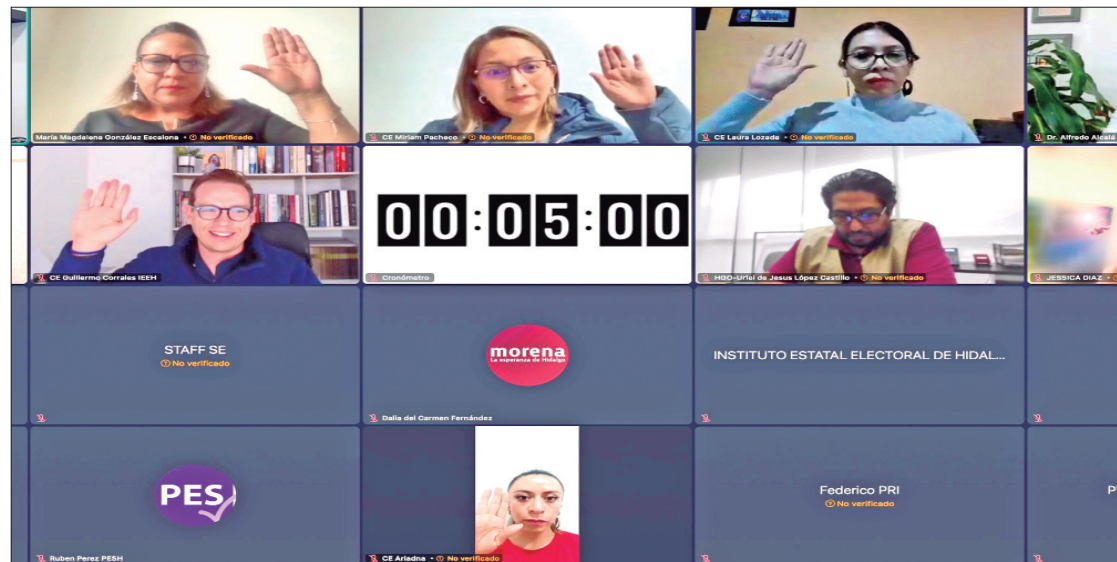 María Magdalena González Escalona • No verificado
CE Miriam Pacheco • No verificado
CE Laura Lozada • No verificado
Dr. Alfredo Alcalá
CE Guillermo Corrales IEEH
00:05:00
Cronómetro
HGO-Uriel de Jesus López Castillo • No verificado
JESSICA DIAZ •
STAFF SE
No verificado
morena
La esperanza de Hidalgo
Dalia del Carmen Fernández
INSTITUTO ESTATAL ELECTORAL DE HIDAL...
PES
Ruben Perez PESH
CE Ariadna • No verificado
Federico PRI
No verificado